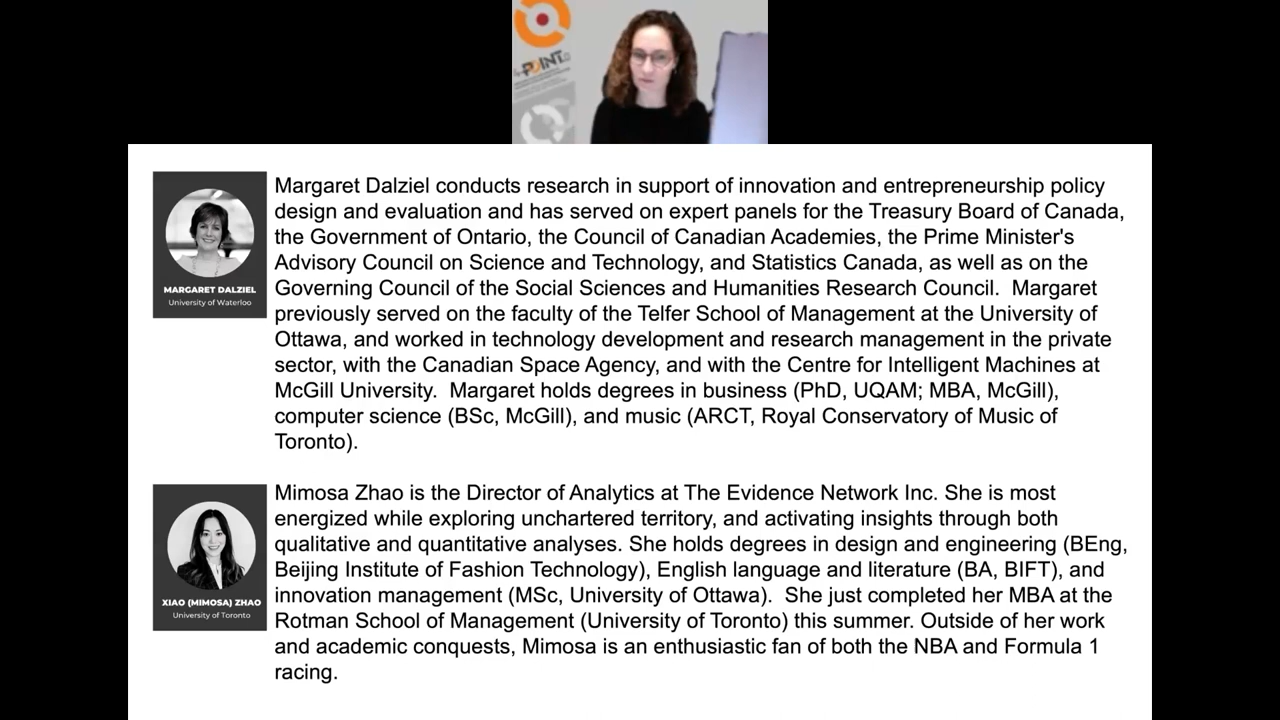 POINT
MARGARET DALZIEL
University of Waterloo
Margaret Dalziel conducts research in support of innovation and entrepreneurship policy
design and evaluation and has served on expert panels for the Treasury Board of Canada,
the Government of Ontario, the Council of Canadian Academies, the Prime Minister's
Advisory Council on Science and Technology, and Statistics Canada, as well as on the
Governing Council of the Social Sciences and Humanities Research Council.  Margaret
previously served on the faculty of the Telfer School of Management at the University of
Ottawa, and worked in technology development and research management in the private
sector, with the Canadian Space Agency, and with the Centre for Intelligent Machines at
McGill University.  Margaret holds degrees in business (PhD, UQAM; MBA, McGill),
computer science (BSc, McGill), and music (ARCT, Royal Conservatory of Music of
Toronto).
XIAO (MIMOSA) ZHAO
University of Toronto
Mimosa Zhao is the Director of Analytics at The Evidence Network Inc. She is most
energized while exploring unchartered territory, and activating insights through both
qualitative and quantitative analyses. She holds degrees in design and engineering (BEng,
Beijing Institute of Fashion Technology), English language and literature (BA, BIFT), and
innovation management (MSc, University of Ottawa).  She just completed her MBA at the
Rotman School of Management (University of Toronto) this summer. Outside of her work
and academic conquests, Mimosa is an enthusiastic fan of both the NBA and Formula 1
racing.